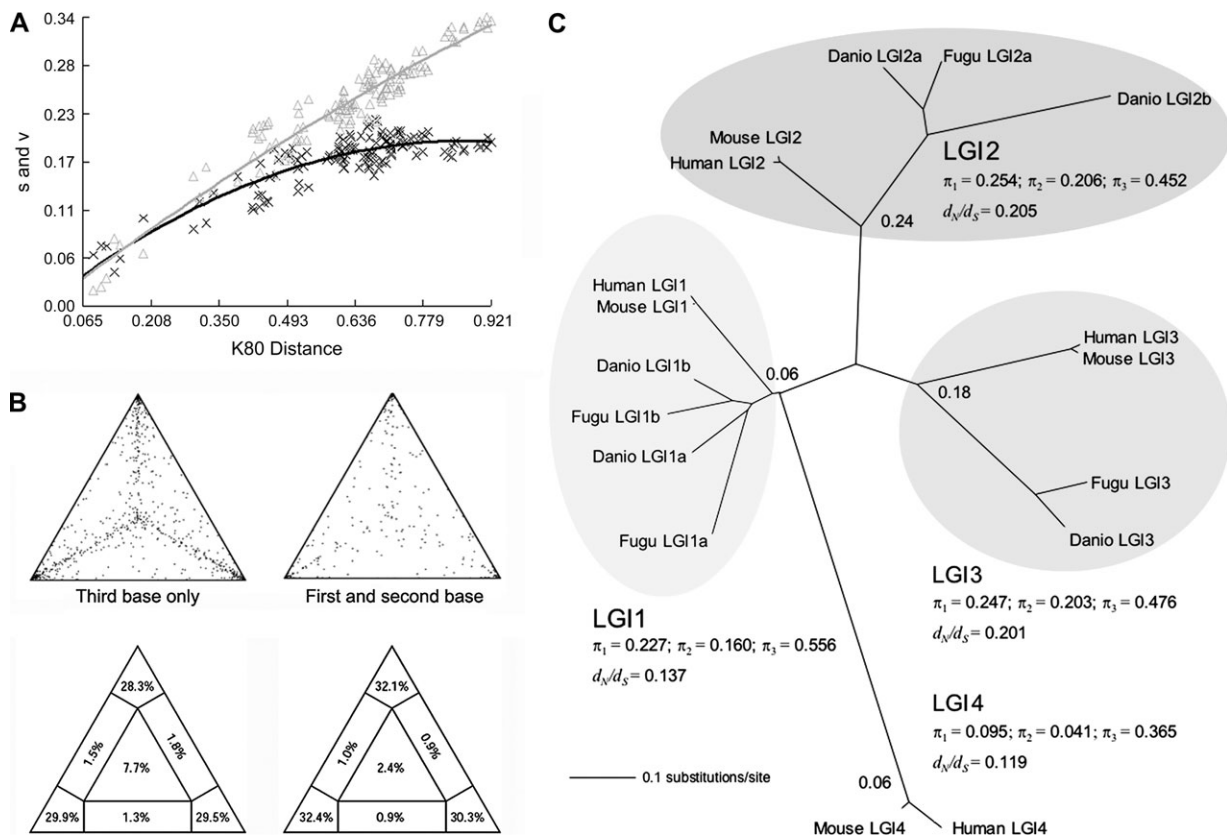 A
s and v
0.34
0.28
0.23
0.17
0.11
0.06
0.00
0.065 0.208 0.350 0.493 0.636 0.779 0.921
K80 Distance
B
Third base only
First and second base
28.3%
1.5%
1.8%
7.7%
29.9%
1.3%
29.5%
32.1%
1.0%
0.9%
2.4%
32.4%
0.9%
30.3%
C
Danio LGI2a
Fugu LGI2a
Danio LGI2b
Mouse LGI2
Human LGI2
LGI2
π1 = 0.254; π2 = 0.206; π3 = 0.452
dN/dS = 0.205
0.24
Human LGI1
Mouse LGI1
Danio LGI1b
Fugu LGI1b
Danio LGI1a
Fugu LGI1a
0.06
LGI1
π1 = 0.227; π2 = 0.160; π3 = 0.556
dN/dS = 0.137
Human LGI3
Mouse LGI3
0.18
Fugu LGI3
Danio LGI3
LGI3
π1 = 0.247; π2 = 0.203; π3 = 0.476
dN/dS = 0.201
LGI4
π1 = 0.095; π2 = 0.041; π3 = 0.365
dN/dS = 0.119
0.06
Mouse LGI4
Human LGI4
0.1 substitutions/site